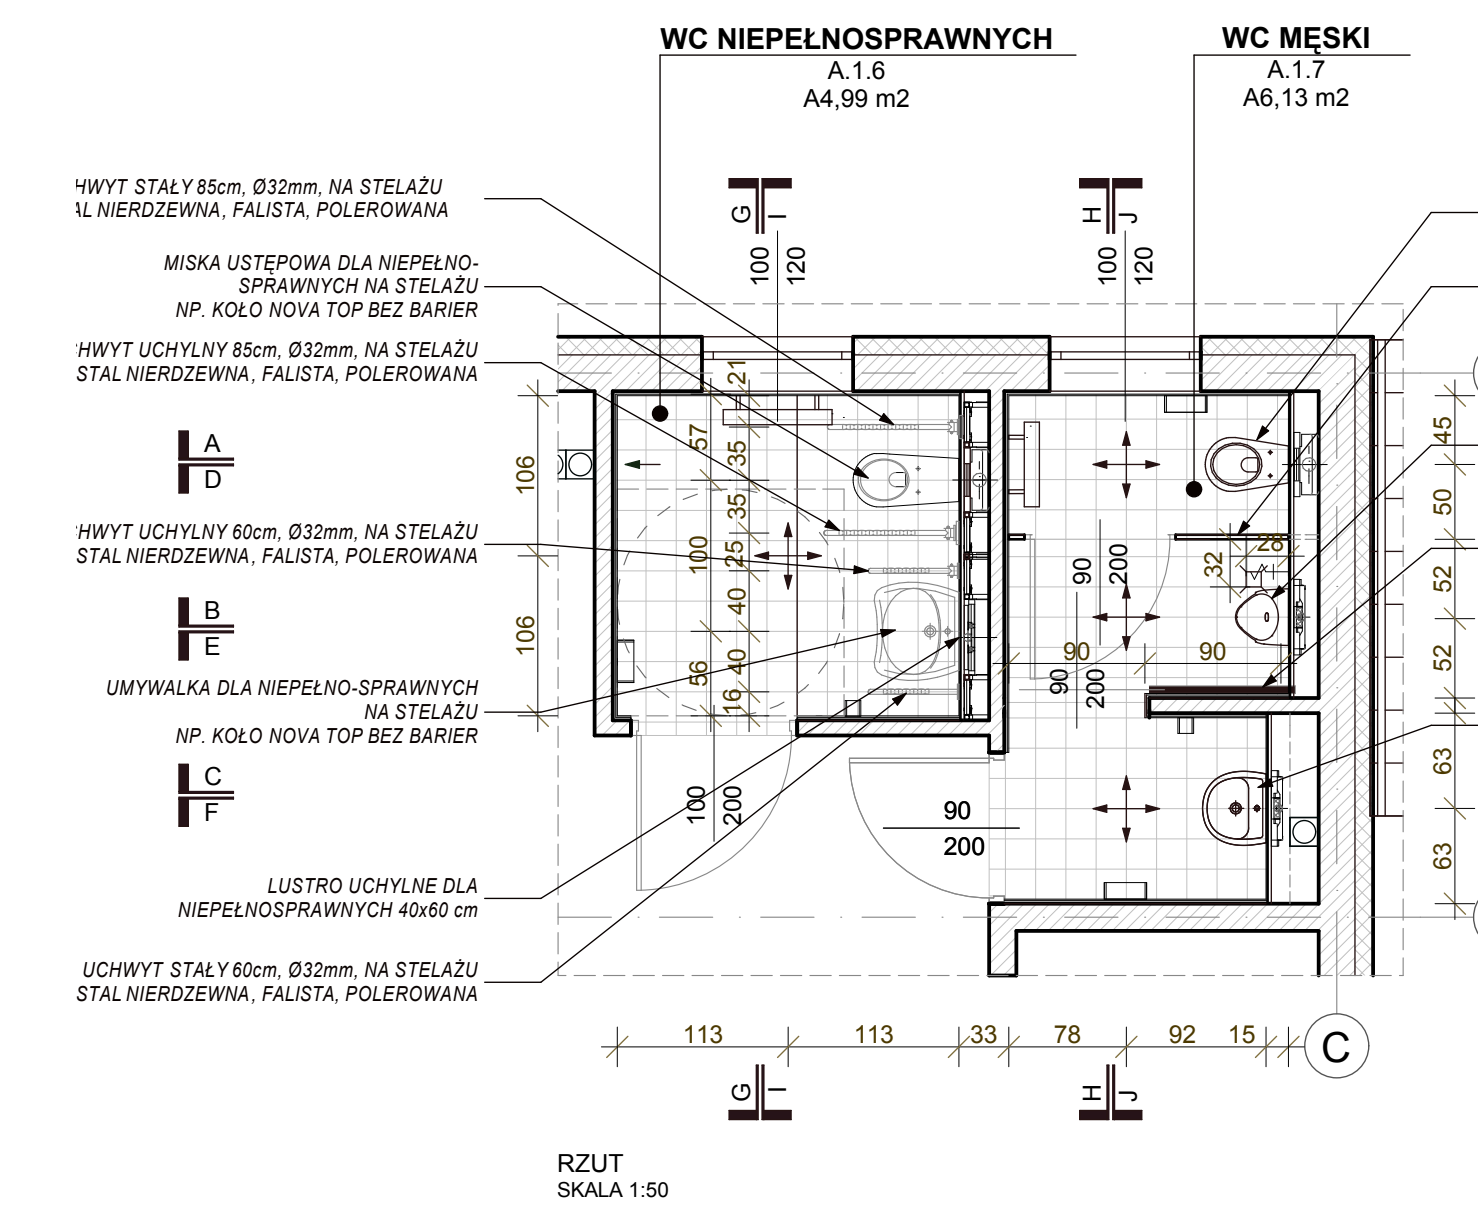 WC NIEPEŁNOSPRAWNYCH
A.1.6
A4,99 m2
WC MĘSKI
A.1.7
A6,13 m2
HWYT STAŁY 85cm, Ø32mm, NA STELAŻU
AL NIERDZEWNA, FALISTA, POLEROWANA
MISKA USTĘPOWA DLA NIEPEŁNO-
SPRAWNYCH NA STELAŻU
NP. KOŁO NOVA TOP BEZ BARIER
HWYT UCHYLNY 85cm, Ø32mm, NA STELAŻU
STAL NIERDZEWNA, FALISTA, POLEROWANA
HWYT UCHYLNY 60cm, Ø32mm, NA STELAŻU
STAL NIERDZEWNA, FALISTA, POLEROWANA
UMYWALKA DLA NIEPEŁNO-SPRAWNYCH
NA STELAŻU
NP. KOŁO NOVA TOP BEZ BARIER
LUSTRO UCHYLNE DLA
NIEPEŁNOSPRAWNYCH 40x60 cm
UCHWYT STAŁY 60cm, Ø32mm, NA STELAŻU
STAL NIERDZEWNA, FALISTA, POLEROWANA
A
D
B
E
C
F
G I
H J
100
120
100
120
106
106
57
100
56
21
35
35
25
40
40
16
100
200
90
200
90
200
90
200
32
28
90 90
45
50
52
52
63
63
113 113 33 78 92 15
C
G I
H J
RZUT
SKALA 1:50